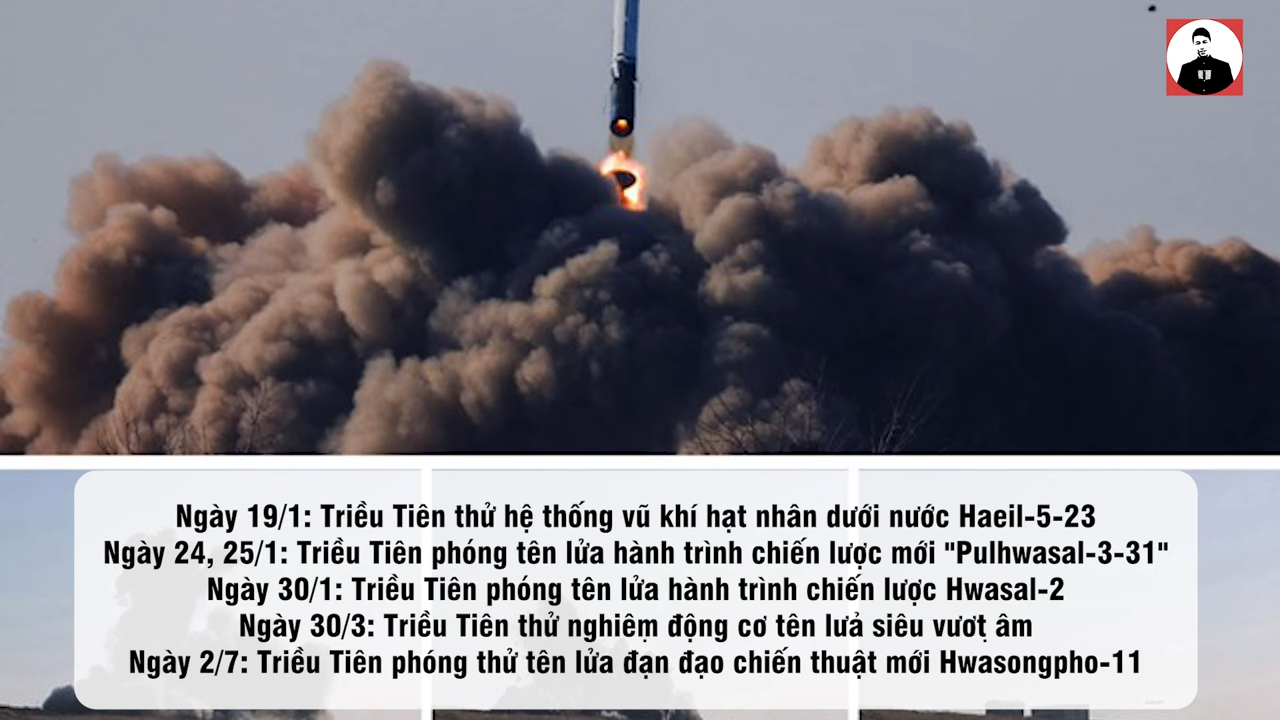 Ngày 19/1: Triều Tiên thử hệ thống vũ khí hạt nhân dưới nước Haeil-5-23
Ngày 24, 25/1: Triều Tiên phóng tên lửa hành trình chiến lược mới "Pulhwasal-3-31"
Ngày 30/1: Triều Tiên phóng tên lửa hành trình chiến lược Hwasal-2
Ngày 30/3: Triều Tiên thử nghiệm động cơ tên luả siêu vượt âm
Ngày 2/7: Triều Tiên phóng thử tên lửa đạn đạo chiến thuật mới Hwasongpho-11